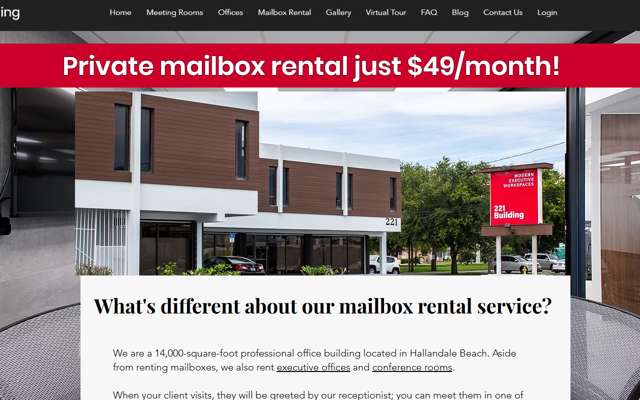 ing
Home Meeting Rooms Offices Mailbox Rental Gallery Virtual Tour FAQ Blog Contact Us Login
Private mailbox rental just $49/month!
MODERN
EXECUTIVE
WORKSPACES
221
Building
221
What's different about our mailbox rental service?
We are a 14,000-square-foot professional office building located in Hallandale Beach. Aside
from renting mailboxes, we also rent executive offices and conference rooms.
When your client visits, they will be greeted by our receptionist; you can meet them in one of